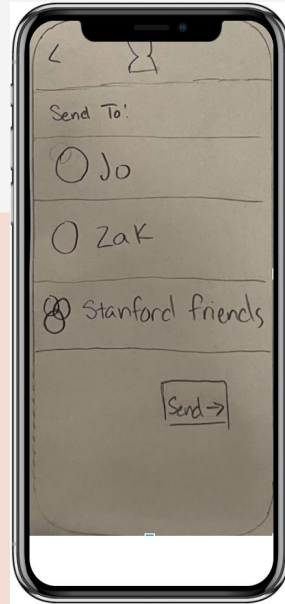 Send To:
Jo
Zak
Stanford friends
Send →